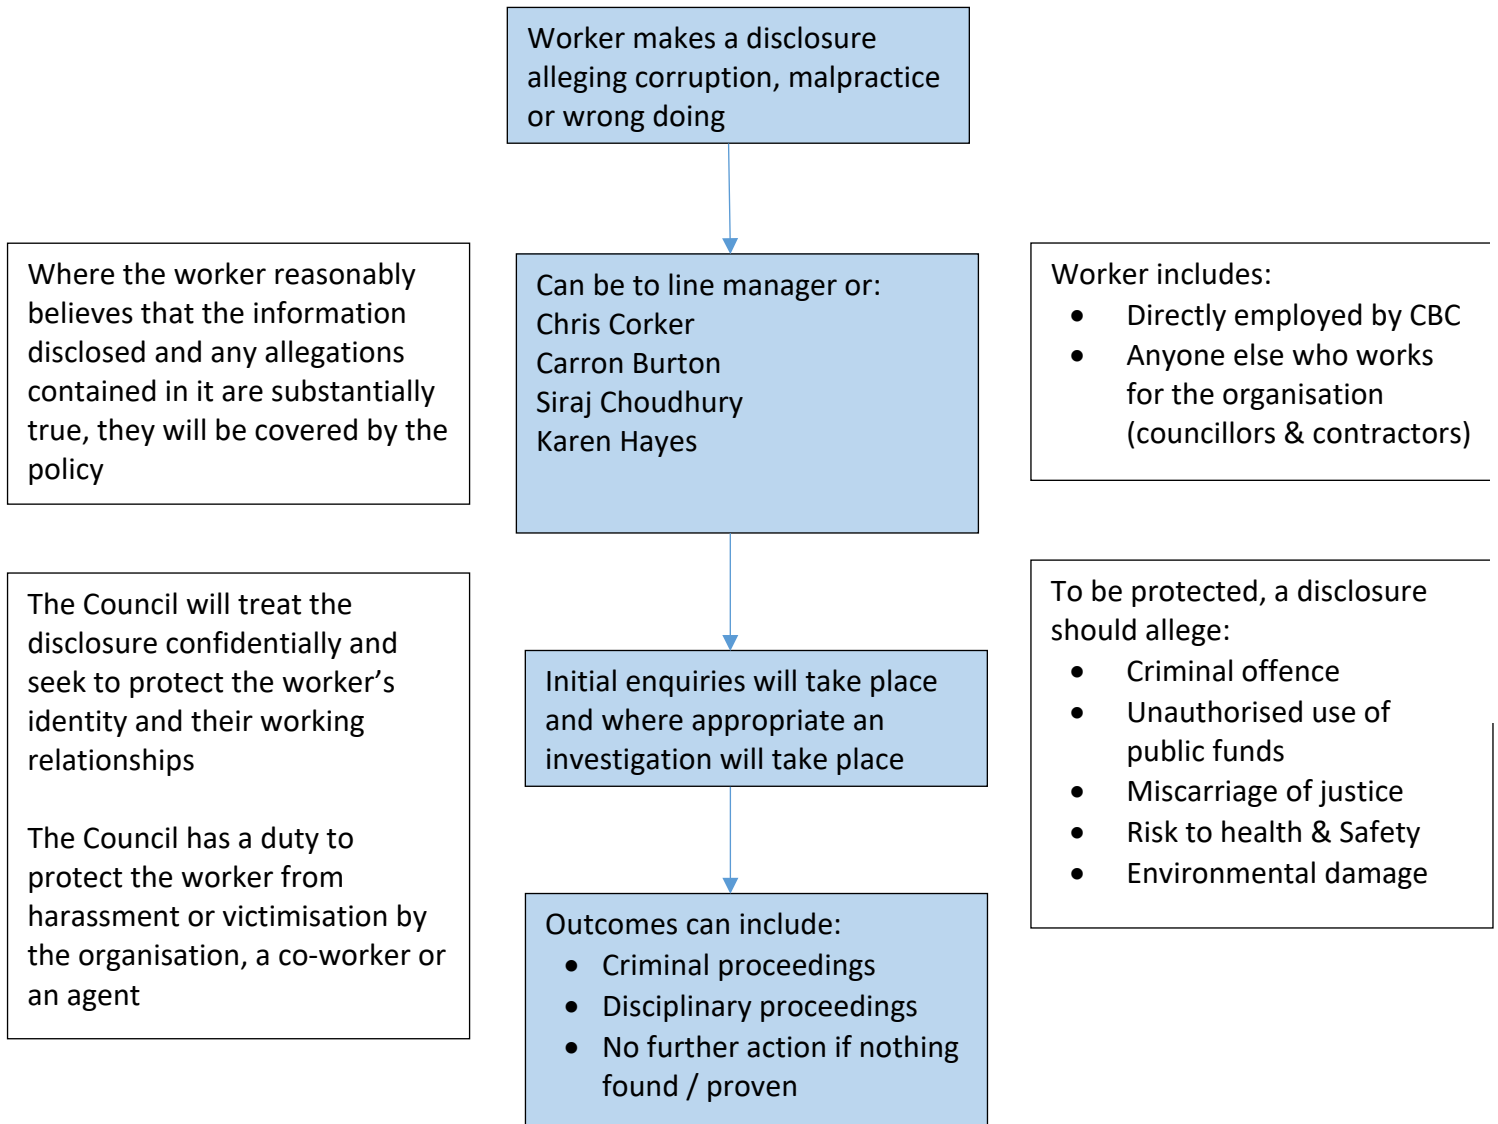 Worker makes a disclosure
alleging corruption, malpractice
or wrong doing
Where the worker reasonably
believes that the information
disclosed and any allegations
contained in it are substantially
true, they will be covered by the
policy
Can be to line manager or:
Chris Corker
Carron Burton
Siraj Choudhury
Karen Hayes
Worker includes:
• Directly employed by CBC
• Anyone else who works
for the organisation
(councillors & contractors)
The Council will treat the
disclosure confidentially and
seek to protect the worker’s
identity and their working
relationships
The Council has a duty to
protect the worker from
harassment or victimisation by
the organisation, a co-worker or
an agent
Initial enquiries will take place
and where appropriate an
investigation will take place
To be protected, a disclosure
should allege:
• Criminal offence
• Unauthorised use of
public funds
• Miscarriage of justice
• Risk to health & Safety
• Environmental damage
Outcomes can include:
• Criminal proceedings
• Disciplinary proceedings
• No further action if nothing
found / proven